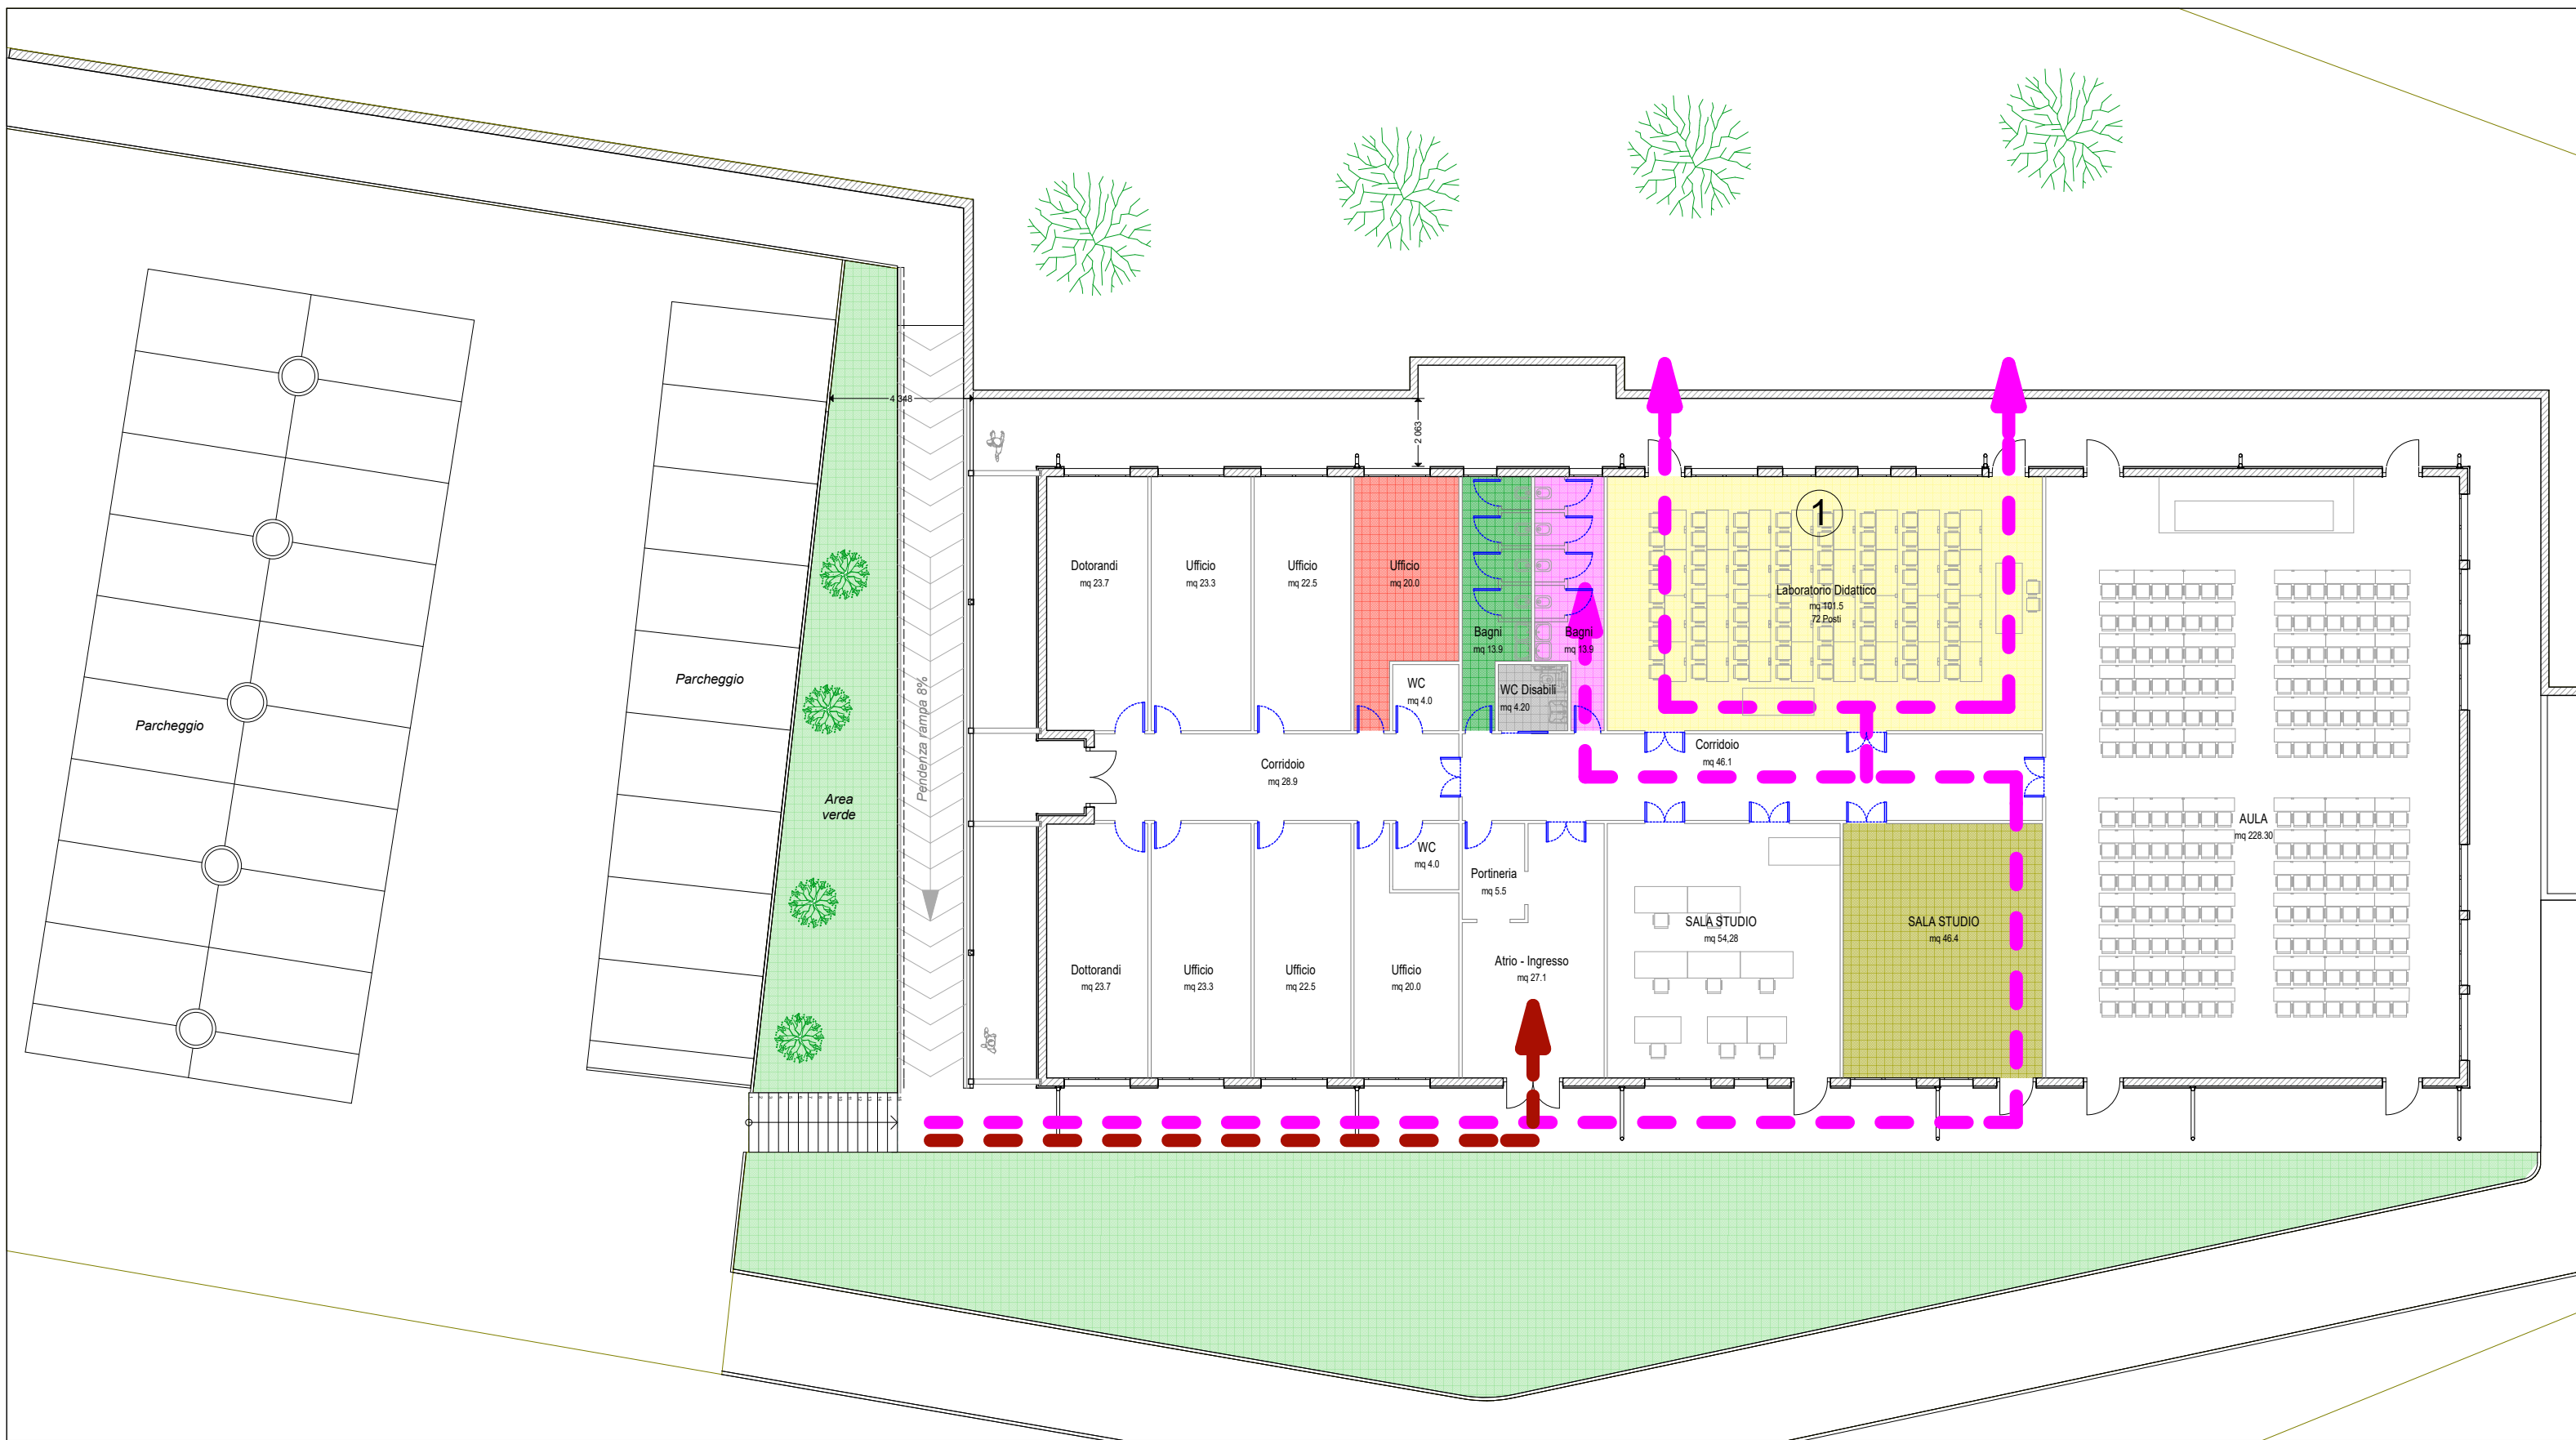 4 348
2 063
1
Dotorandi
mq 23.7
Ufficio
mq 23.3
Ufficio
mq 22.5
Ufficio
mq 20.0
Laboratorio Didattico
mq 101.5
72 Posti
Bagni
mq 13.9
Bagni
mq 13.9
WC
mq 4.0
WC Disabili
mq 4.20
Parcheggio
Parcheggio
Pendenza rampa 8%
Corridoio
mq 46.1
Corridoio
mq 28.9
Area
verde
AULA
mq 228.30
WC
mq 4.0
Portineria
mq 5.5
SALA STUDIO
mq 54,28
SALA STUDIO
mq 46.4
Atrio - Ingresso
mq 27.1
Dottorandi
mq 23.7
Ufficio
mq 23.3
Ufficio
mq 22.5
Ufficio
mq 20.0